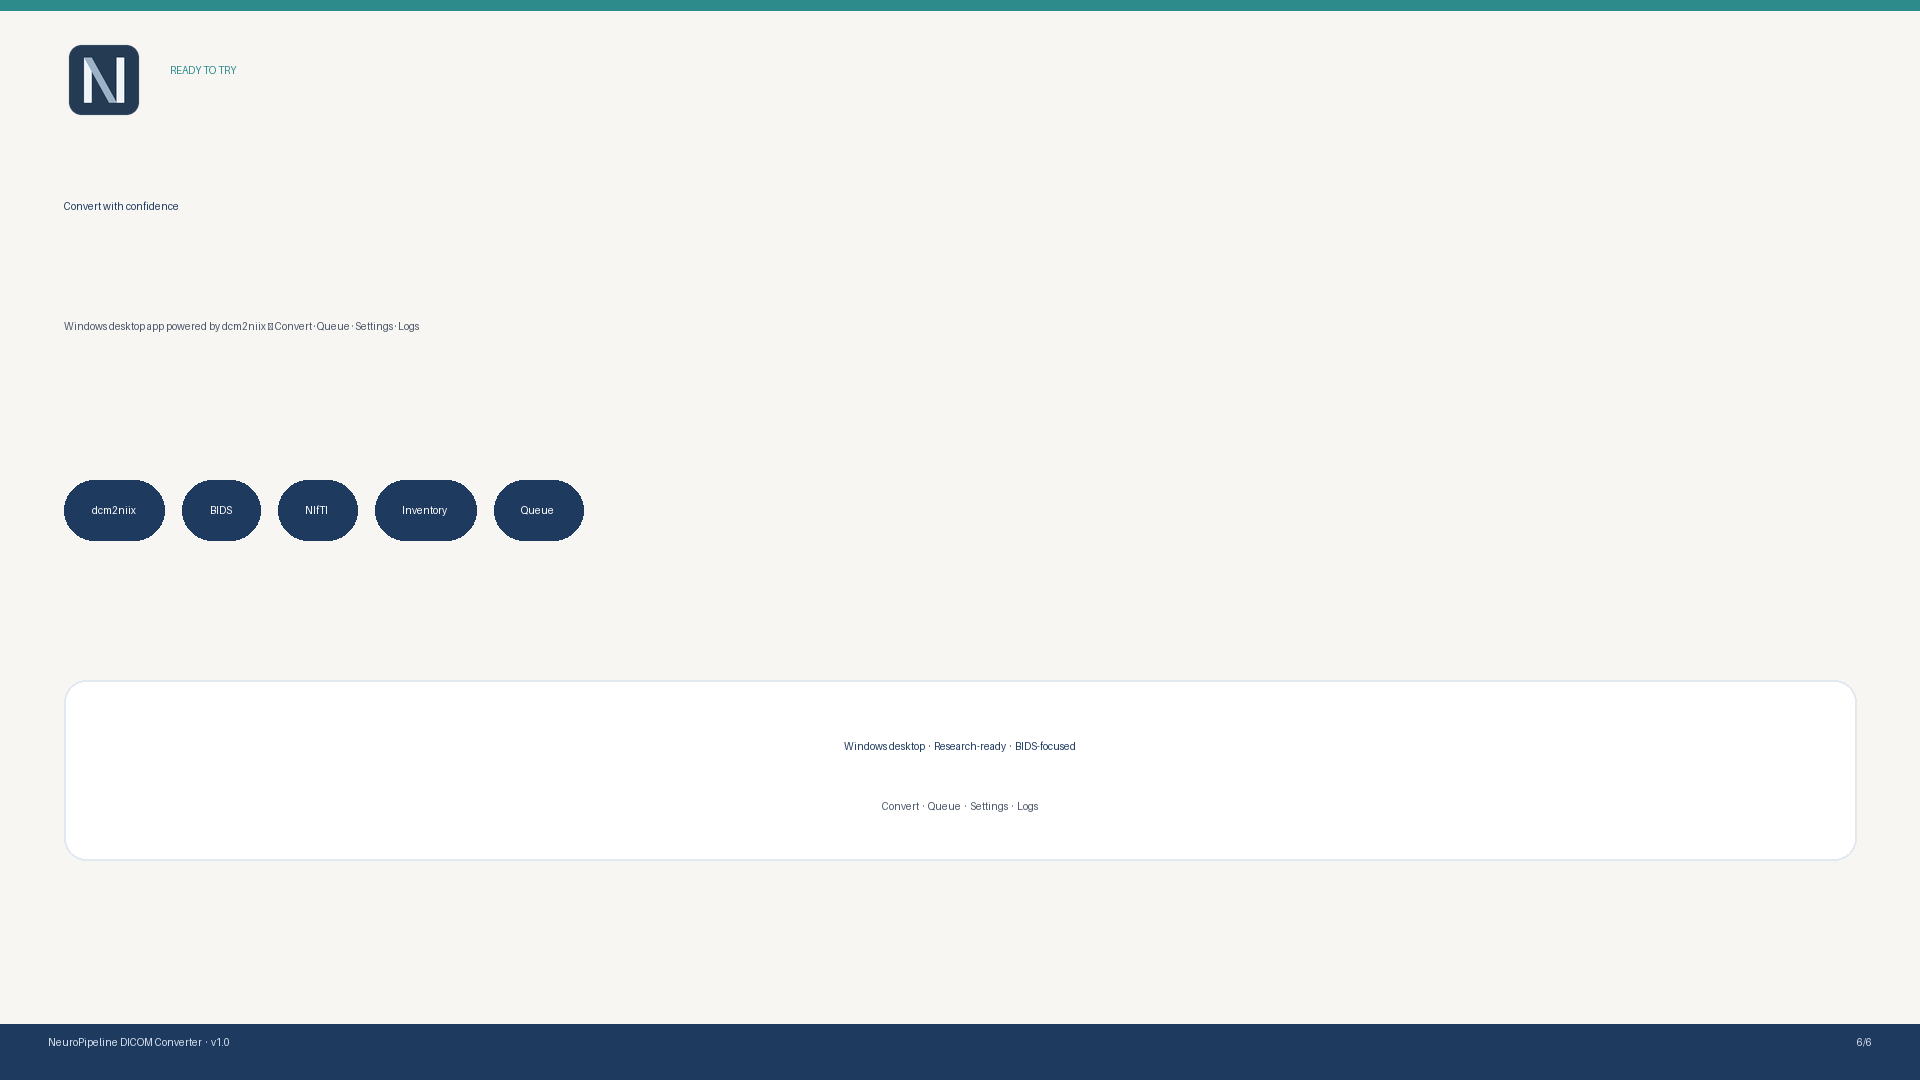 N
READY TO TRY
Convert with confidence
Windows desktop app powered by dcm2niix Convert · Queue · Settings · Logs
dcm2niix
BIDS
NIfTI
Inventory
Queue
Windows desktop · Research-ready · BIDS-focused
Convert · Queue · Settings · Logs
NeuroPipeline DICOM Converter · v1.0
6/6